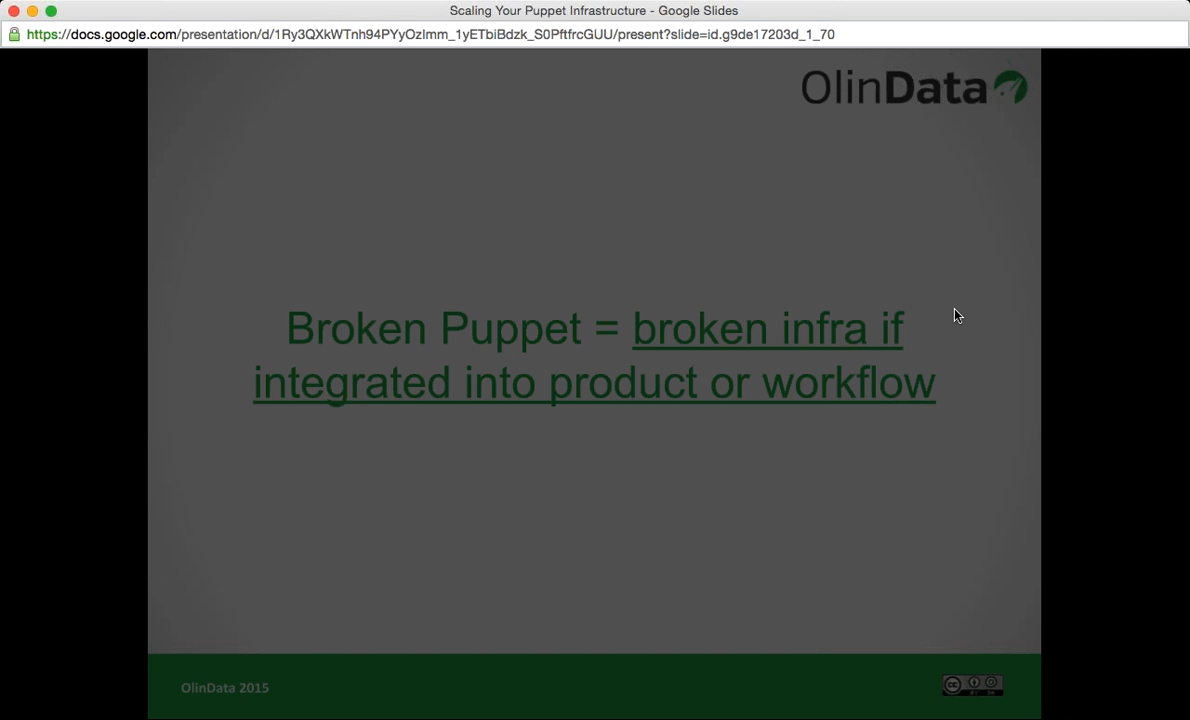 Scaling Your Puppet Infrastructure - Google Slides
https://docs.google.com/presentation/d/1Ry3QXkWTnh94PYyOzlmm_1yETbiBdzk_S0PftfrcGUU/present?slide=id.g9de17203d_1_70
OlinData
Broken Puppet = broken infra if
integrated into product or workflow
OlinData 2015